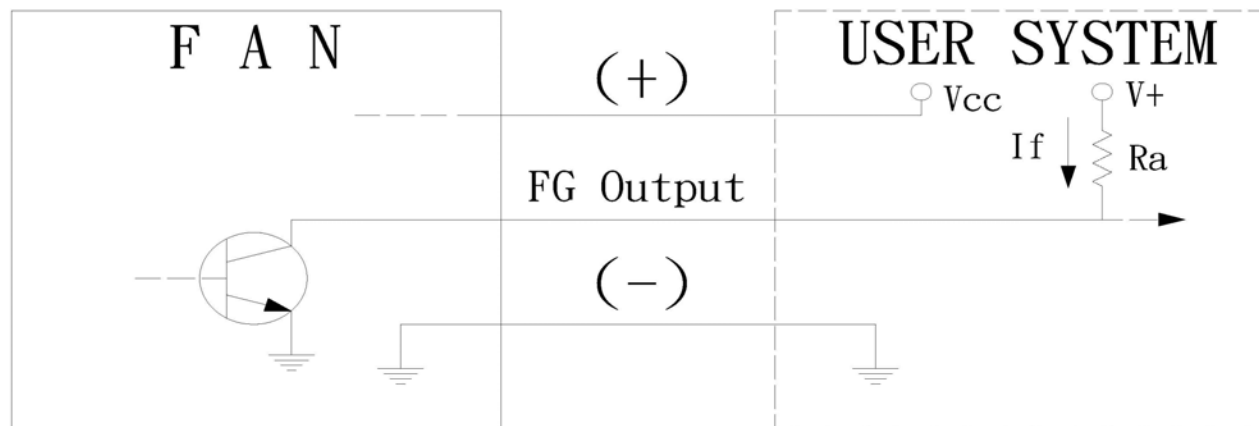 F A N
USER SYSTEM
(+)
Vcc
V+
If
Ra
FG Output
(-)